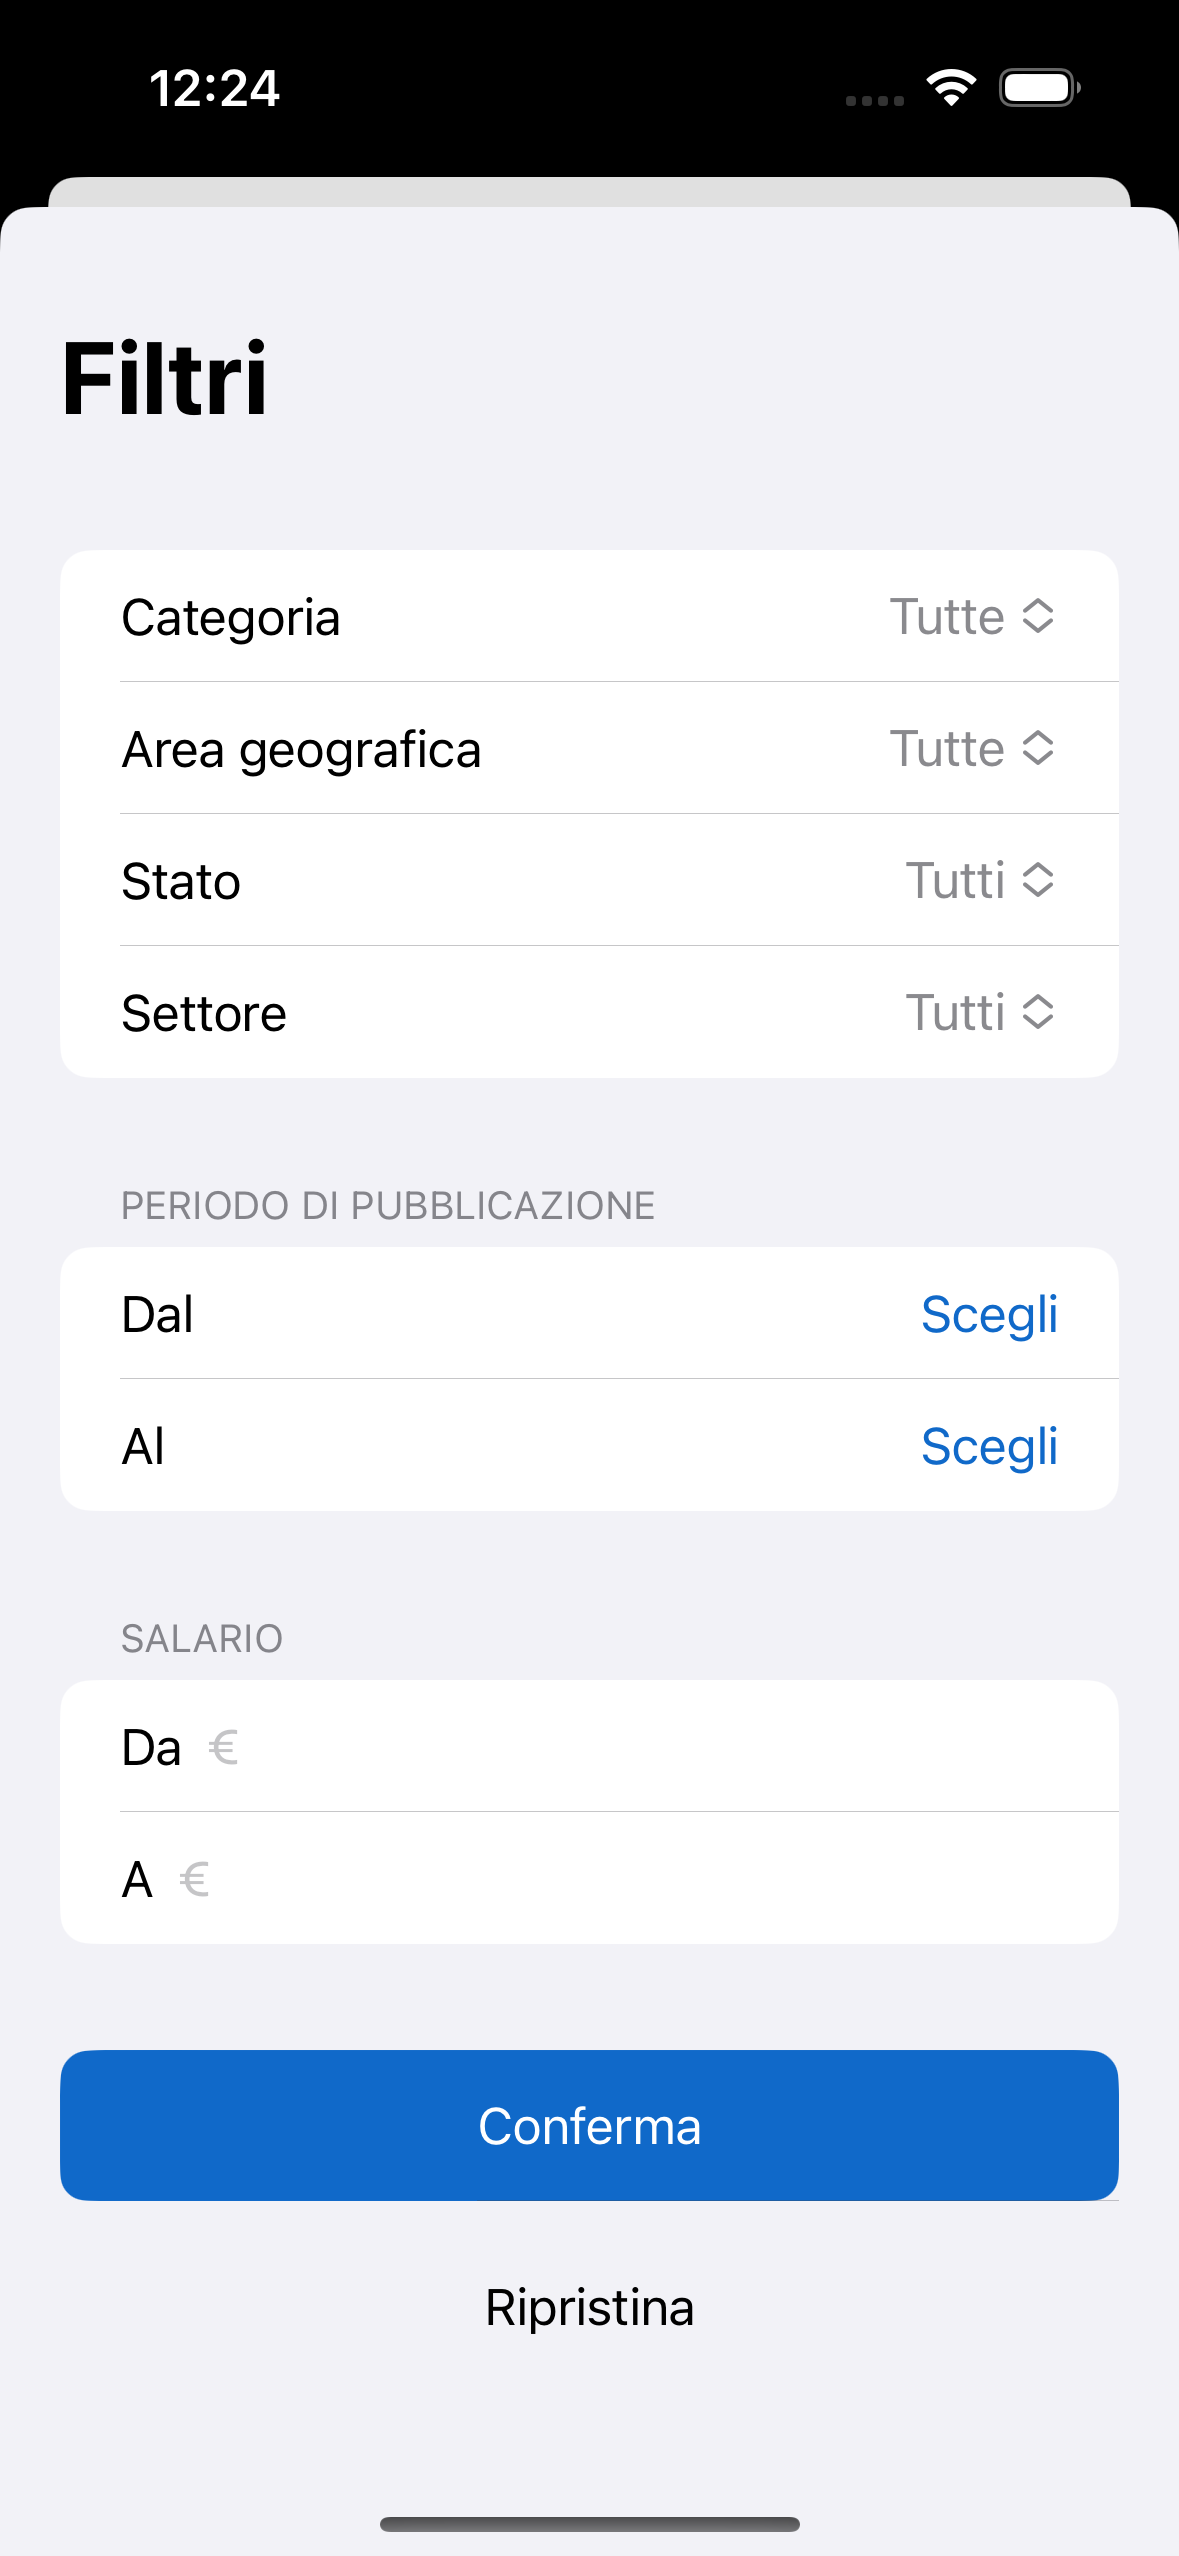 12:24
Filtri
Categoria Tutte
Area geografica Tutte
Stato Tutti
Settore Tutti
PERIODO DI PUBBLICAZIONE
Dal Scegli
Al Scegli
SALARIO
Da €
A €
Conferma
Ripristina